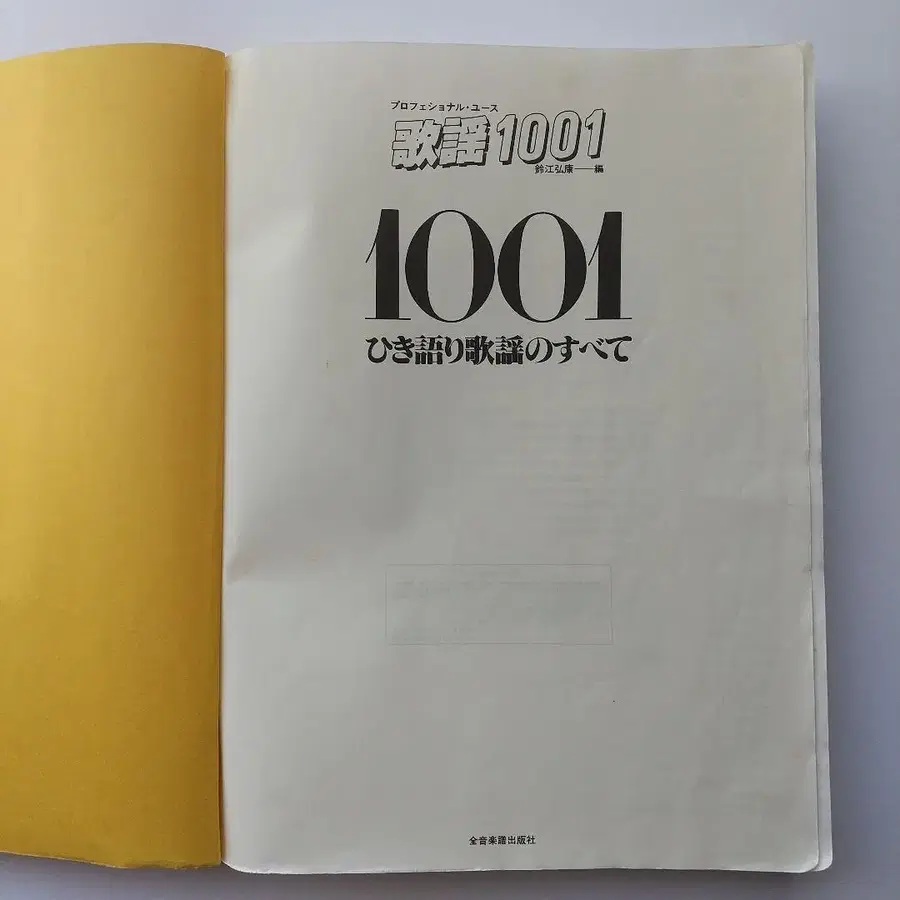 プロフェショナル・ユース
歌謡1001
鈴江弘康──編
1001
ひき語り歌謡のすべて
全音楽譜出版社